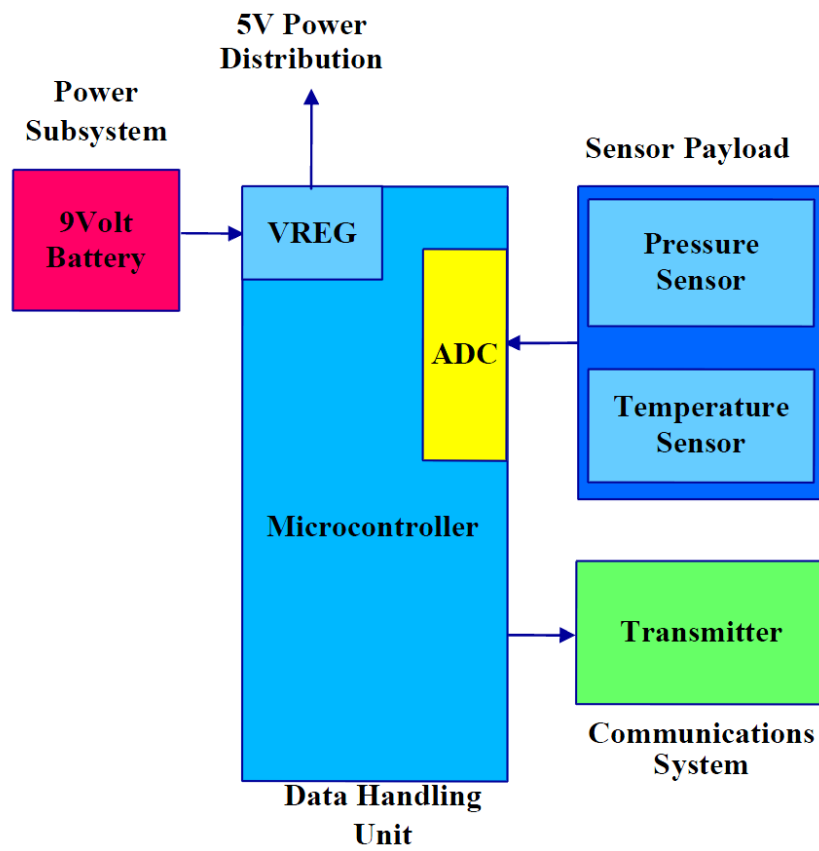 5V Power
Distribution
Power
Subsystem
9Volt
Battery
VREG
ADC
Microcontroller
Data Handling
Unit
Sensor Payload
Pressure
Sensor
Temperature
Sensor
Transmitter
Communications
System